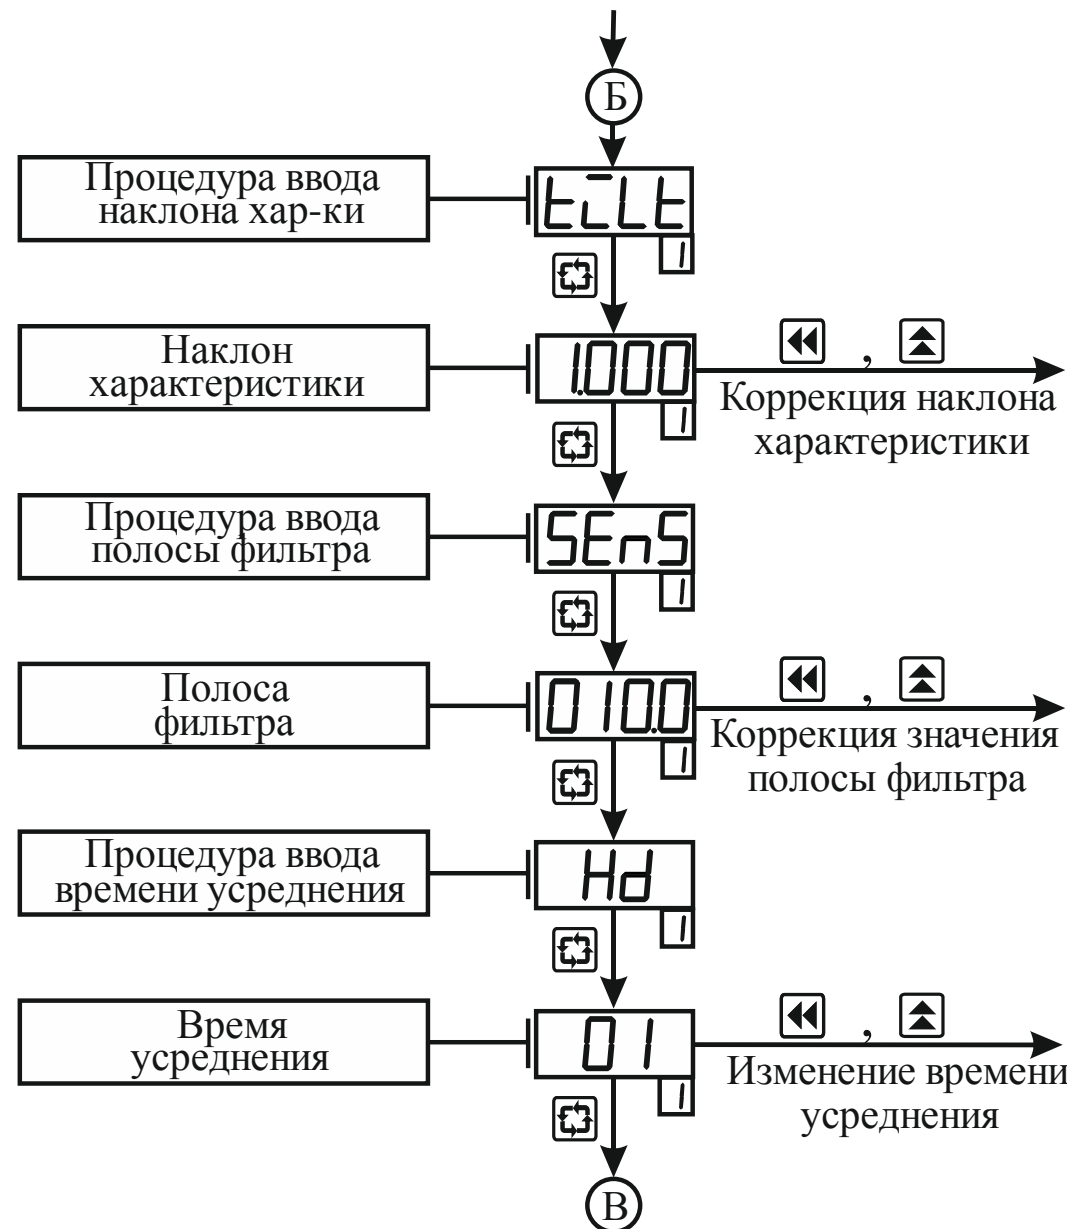 Б
Процедура ввода
наклона хар-ки
tiLt
1
Наклон
характеристики
1.000
1
,
Коррекция наклона
характеристики
Процедура ввода
полосы фильтра
SEnS
1
Полоса
фильтра
010.0
1
,
Коррекция значения
полосы фильтра
Процедура ввода
времени усреднения
Hd
1
Время
усреднения
01
1
,
Изменение времени
усреднения
В